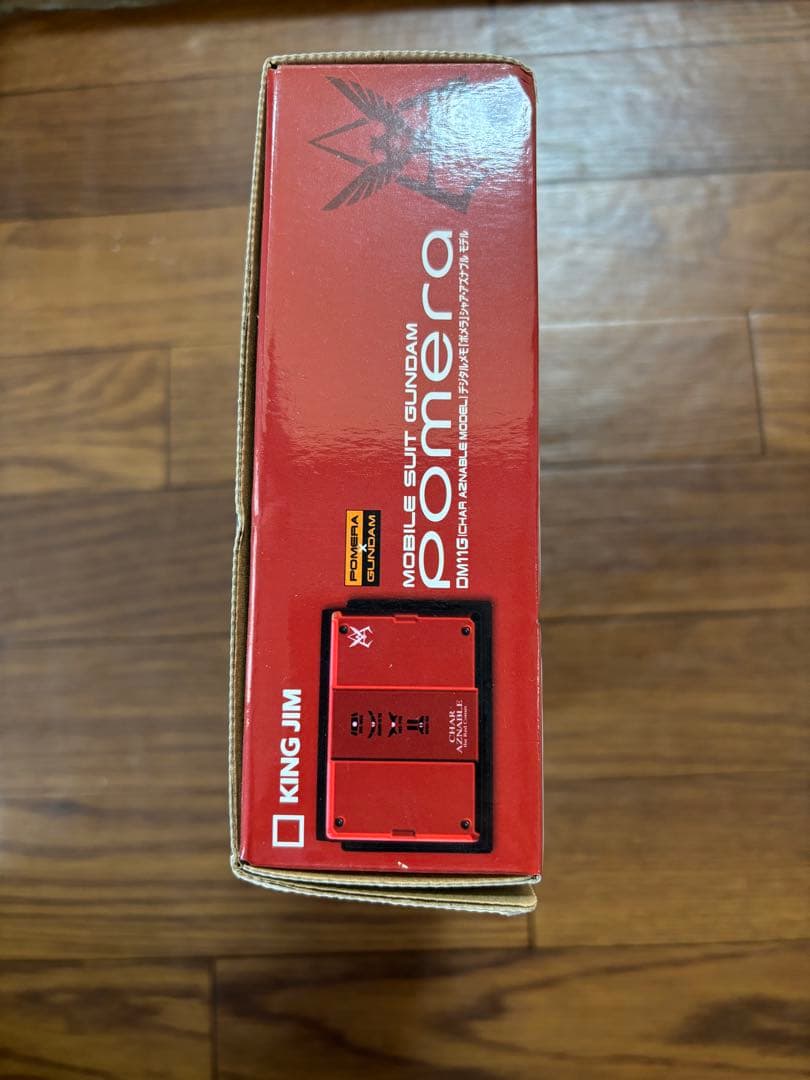 KING JIM
POMERA
×
GUNDAM
MOBILE SUIT GUNDAM
pomera
DM11G[CHAR AZNABLE MODEL] デジタルメモ「ポメラ」シャア・アズナブル モデル
CHAR
AZNABLE
the Red Comet